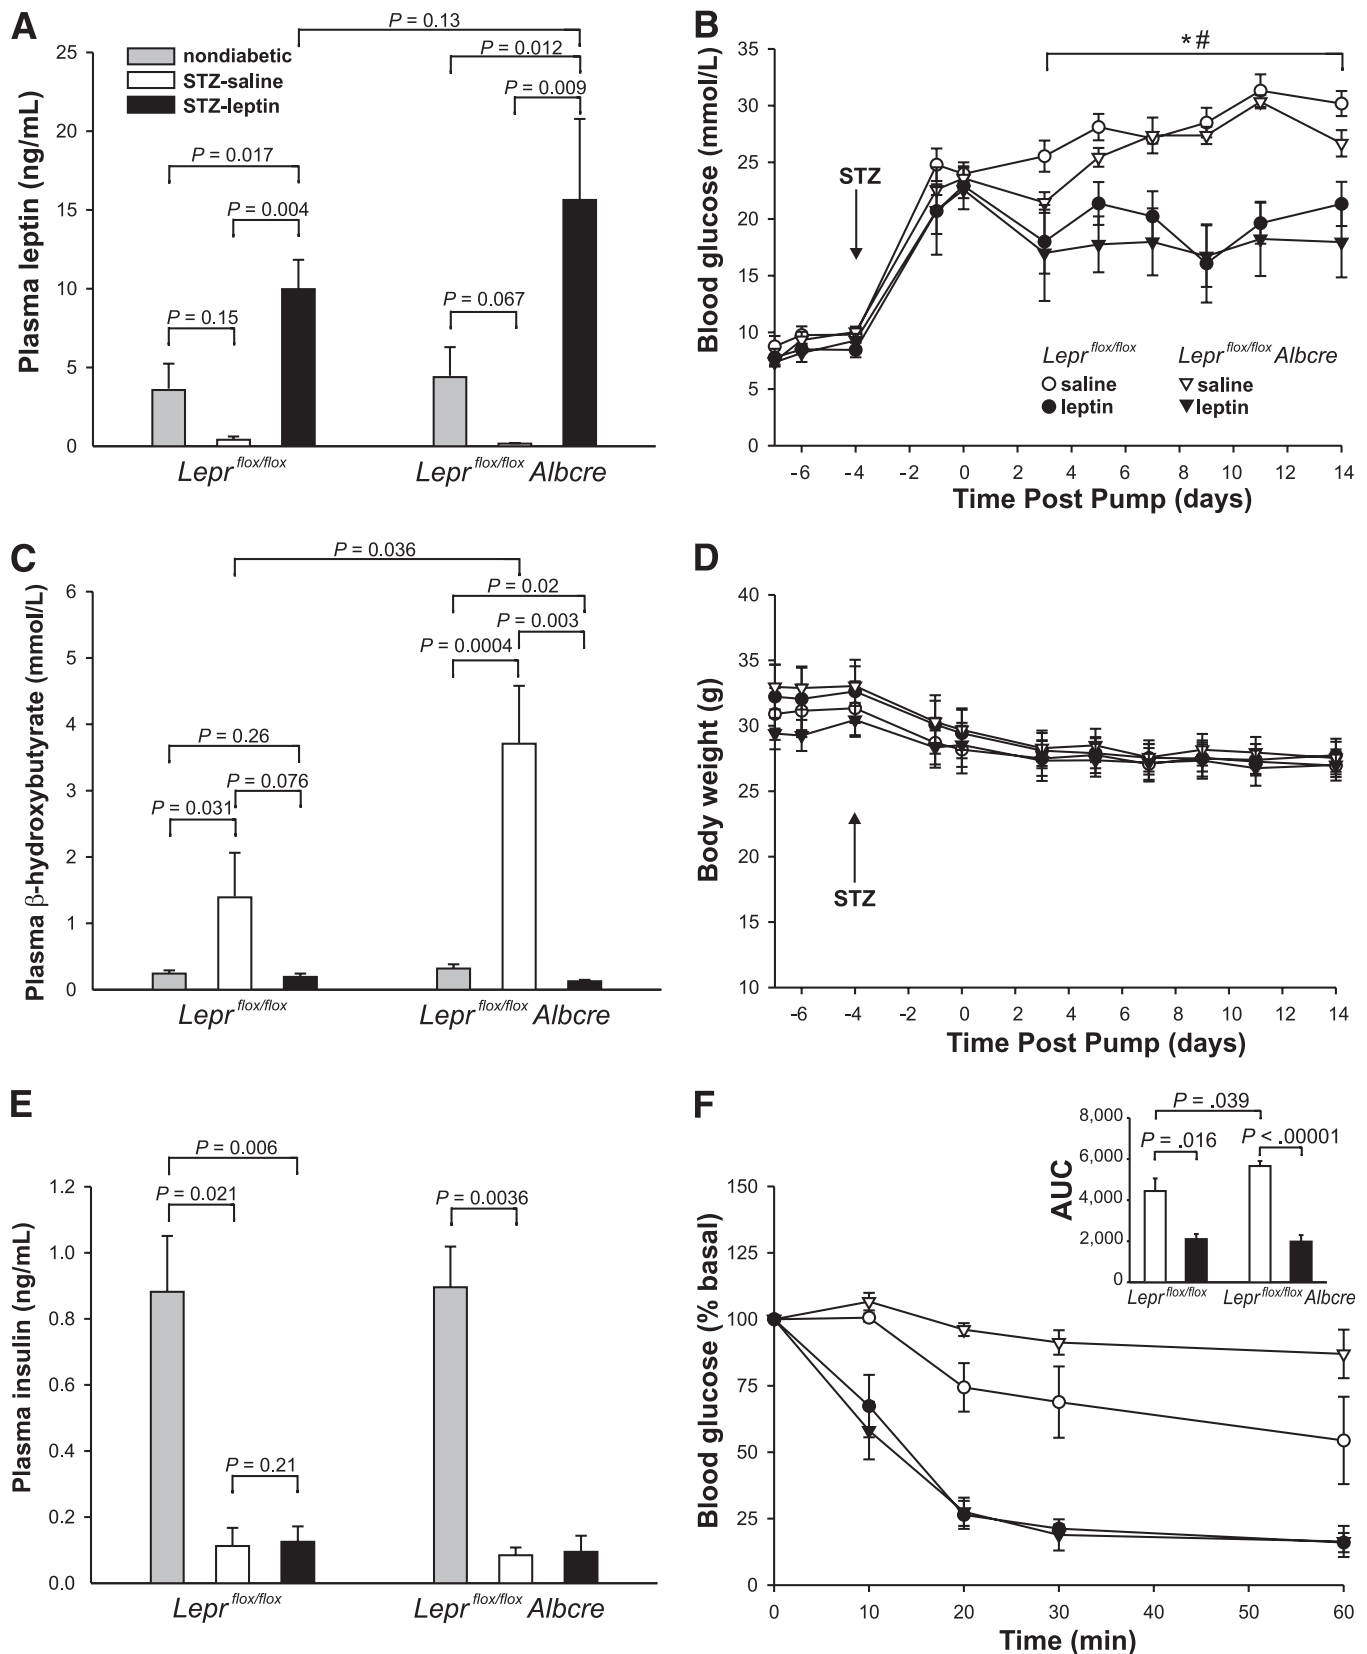 A
P = 0.13
P = 0.012
P = 0.009
P = 0.017
P = 0.004
P = 0.15
P = 0.067
nondiabetic
STZ-saline
STZ-leptin
Plasma leptin (ng/mL)
25
20
15
10
5
0
Lepr flox/flox
Lepr flox/flox Albcre
B
*#
STZ
Blood glucose (mmol/L)
35
30
25
20
15
10
5
0
Lepr flox/flox Lepr flox/flox Albcre
saline saline
leptin leptin
-6 -4 -2 0 2 4 6 8 10 11 14
Time Post Pump (days)
C
P = 0.036
P = 0.02
P = 0.003
P = 0.0004
P = 0.26
P = 0.076
P = 0.031
Plasma β-hydroxybutyrate (mmol/L)
6
5
4
3
2
1
0
Lepr flox/flox
Lepr flox/flox Albcre
D
Body weight (g)
40
35
30
25
20
15
10
STZ
-6 -4 -2 0 2 4 6 8 10 12 14
Time Post Pump (days)
E
P = 0.006
P = 0.021
P = 0.0036
P = 0.21
Plasma insulin (ng/mL)
1.2
1.0
0.8
0.6
0.4
0.2
0.0
Lepr flox/flox
Lepr flox/flox Albcre
F
P = .039
P = .016
P < .00001
AUC
8,000
6,000
4,000
2,000
0
Lepr flox/flox
Lepr flox/flox Albcre
Blood glucose (% basal)
150
125
100
75
50
25
0
0 10 20 30 40 50 60
Time (min)